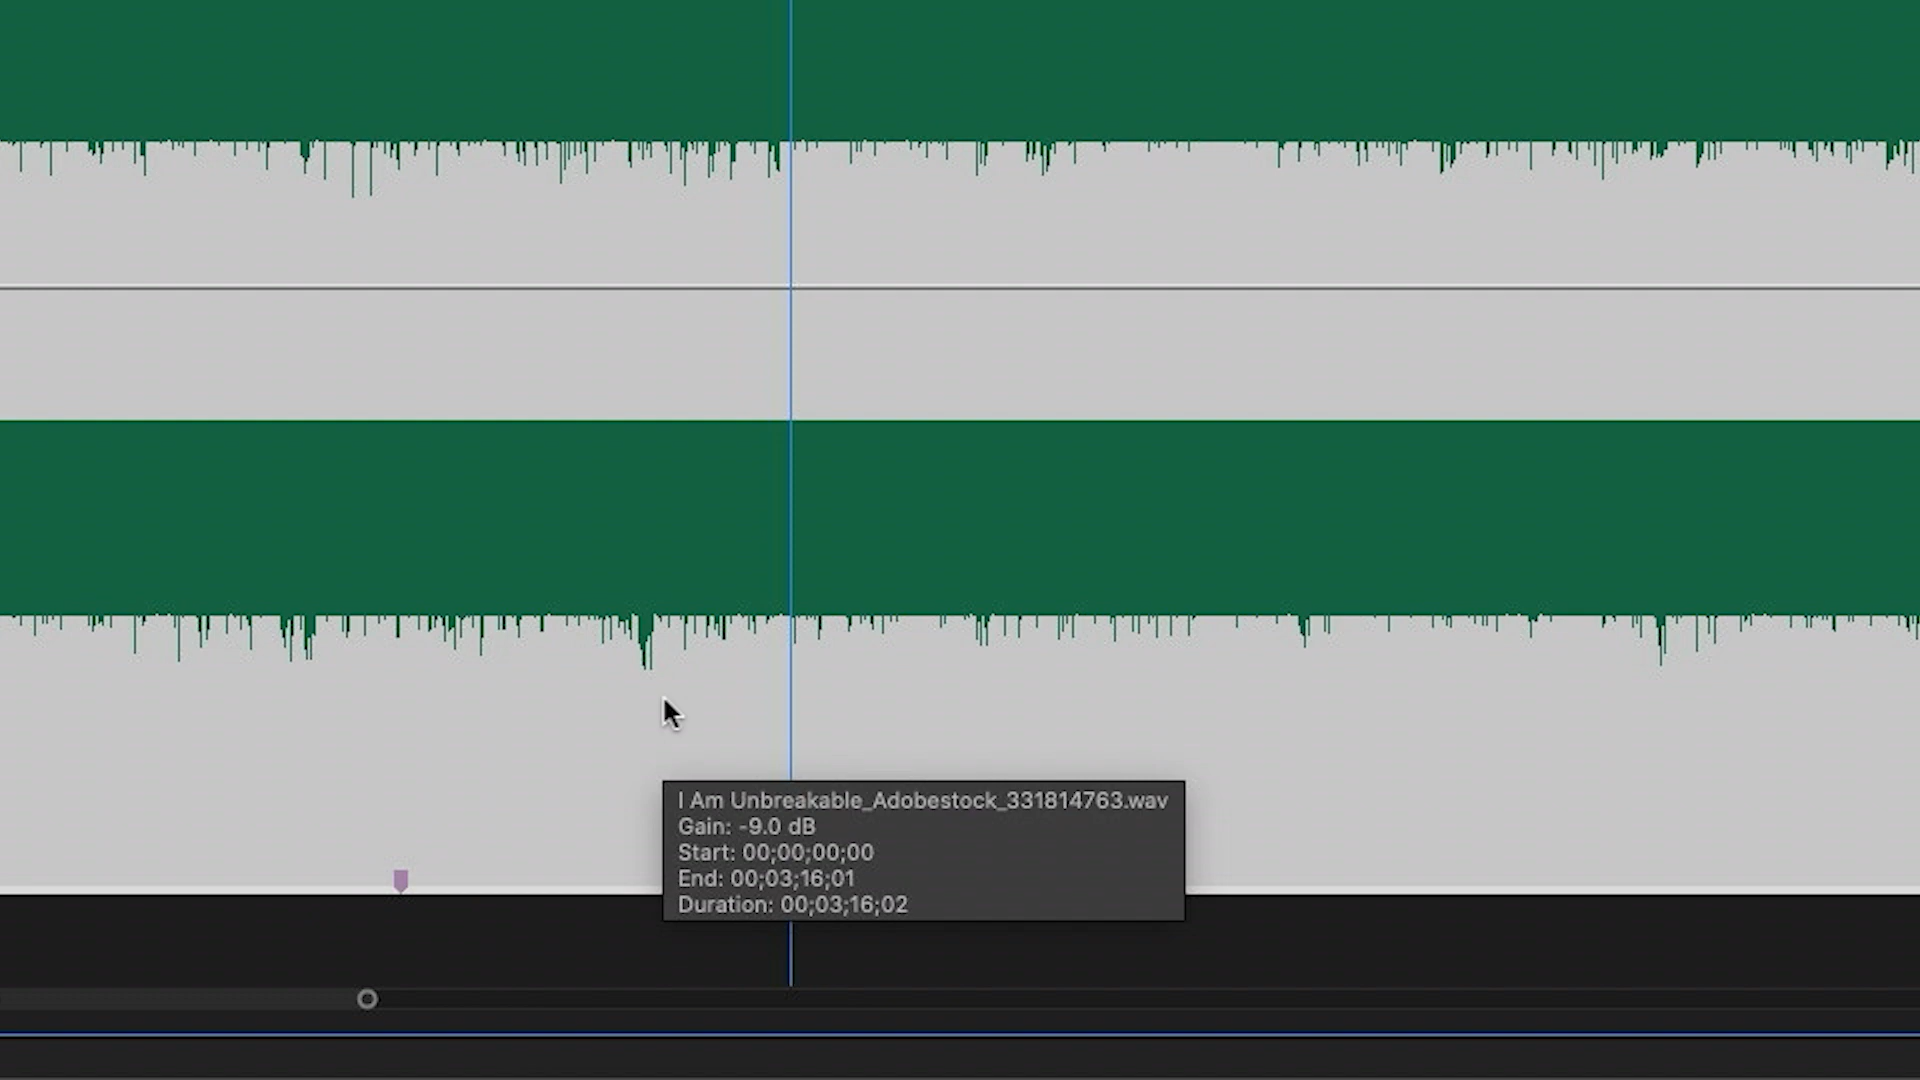 I Am Unbreakable_Adobestock_331814763.wav
Gain: -9.0 dB
Start: 00;00;00;00
End: 00;03;16;01
Duration: 00;03;16;02